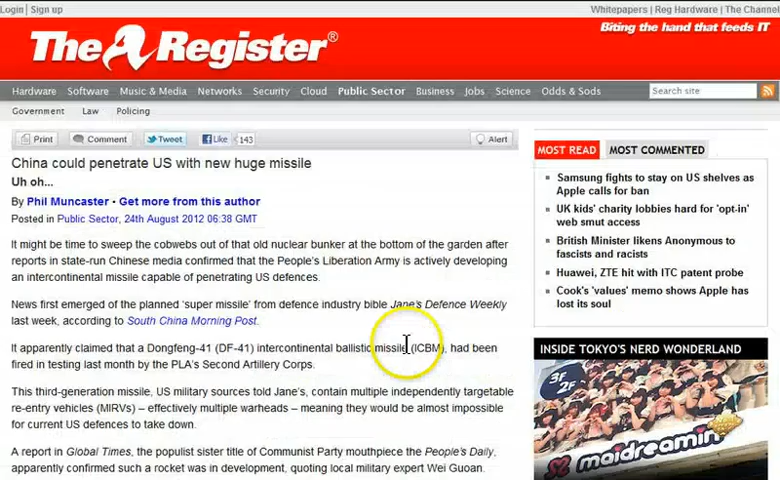 Login | Sign up
Whitepapers | Reg Hardware | The Channel
The Register®
Biting the hand that feeds IT
Hardware Software Music & Media Networks Security Cloud Public Sector Business Jobs Science Odds & Sods
Search site
Government Law Policing
Print Comment Tweet Like 143 Alert
China could penetrate US with new huge missile
Uh oh...
By Phil Muncaster • Get more from this author
Posted in Public Sector, 24th August 2012 06:38 GMT
It might be time to sweep the cobwebs out of that old nuclear bunker at the bottom of the garden after
reports in state-run Chinese media confirmed that the People's Liberation Army is actively developing
an intercontinental missile capable of penetrating US defences.
News first emerged of the planned 'super missile' from defence industry bible Jane's Defence Weekly
last week, according to South China Morning Post.
It apparently claimed that a Dongfeng-41 (DF-41) intercontinental ballistic missile (ICBM), had been
fired in testing last month by the PLA's Second Artillery Corps.
This third-generation missile, US military sources told Jane's, contain multiple independently targetable
re-entry vehicles (MIRVs) – effectively multiple warheads – meaning they would be almost impossible
for current US defences to take down.
A report in Global Times, the populist sister title of Communist Party mouthpiece the People's Daily,
apparently confirmed such a rocket was in development, quoting local military expert Wei Guoan.
MOST READ MOST COMMENTED
Samsung fights to stay on US shelves as
Apple calls for ban
UK kids' charity lobbies hard for 'opt-in'
web smut access
British Minister likens Anonymous to
fascists and racists
Huawei, ZTE hit with ITC patent probe
Cook's 'values' memo shows Apple has
lost its soul
INSIDE TOKYO'S NERD WONDERLAND
3F
2F
maidreamin